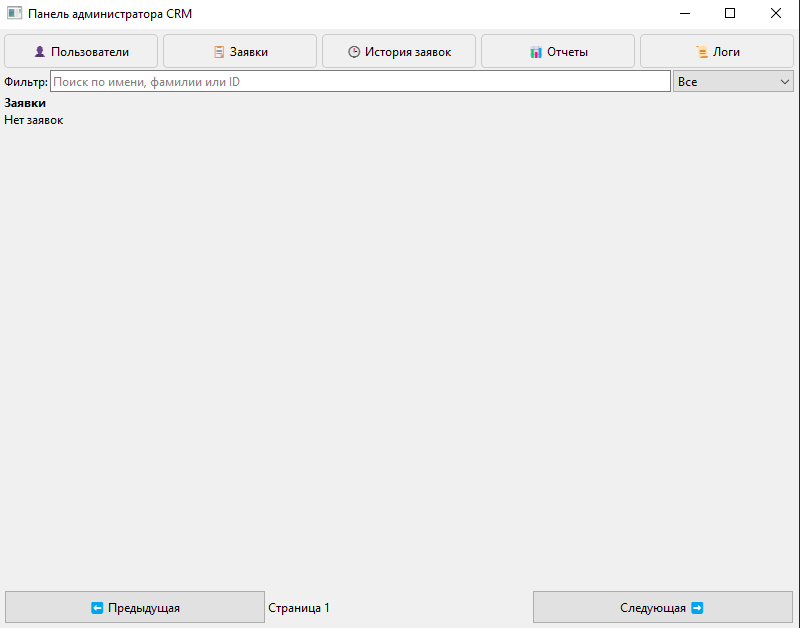 Панель администратора CRM
Пользователи Заявки История заявок Отчеты Логи
Фильтр: Поиск по имени, фамилии или ID Все
Заявки
Нет заявок
Предыдущая Страница 1 Следующая